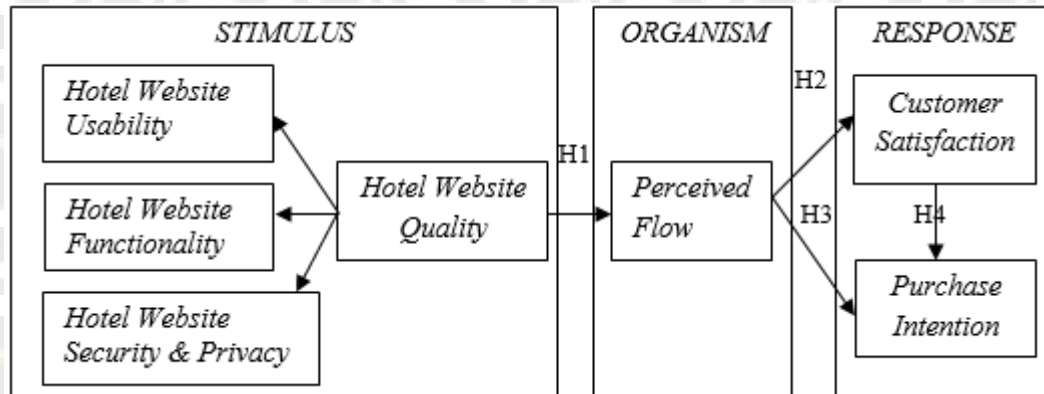 STIMULUS
Hotel Website
Usability
Hotel Website
Functionality
Hotel Website
Security & Privacy
Hotel Website
Quality
H1
ORGANISM
Perceived
Flow
H2
H3
RESPONSE
Customer
Satisfaction
H4
Purchase
Intention